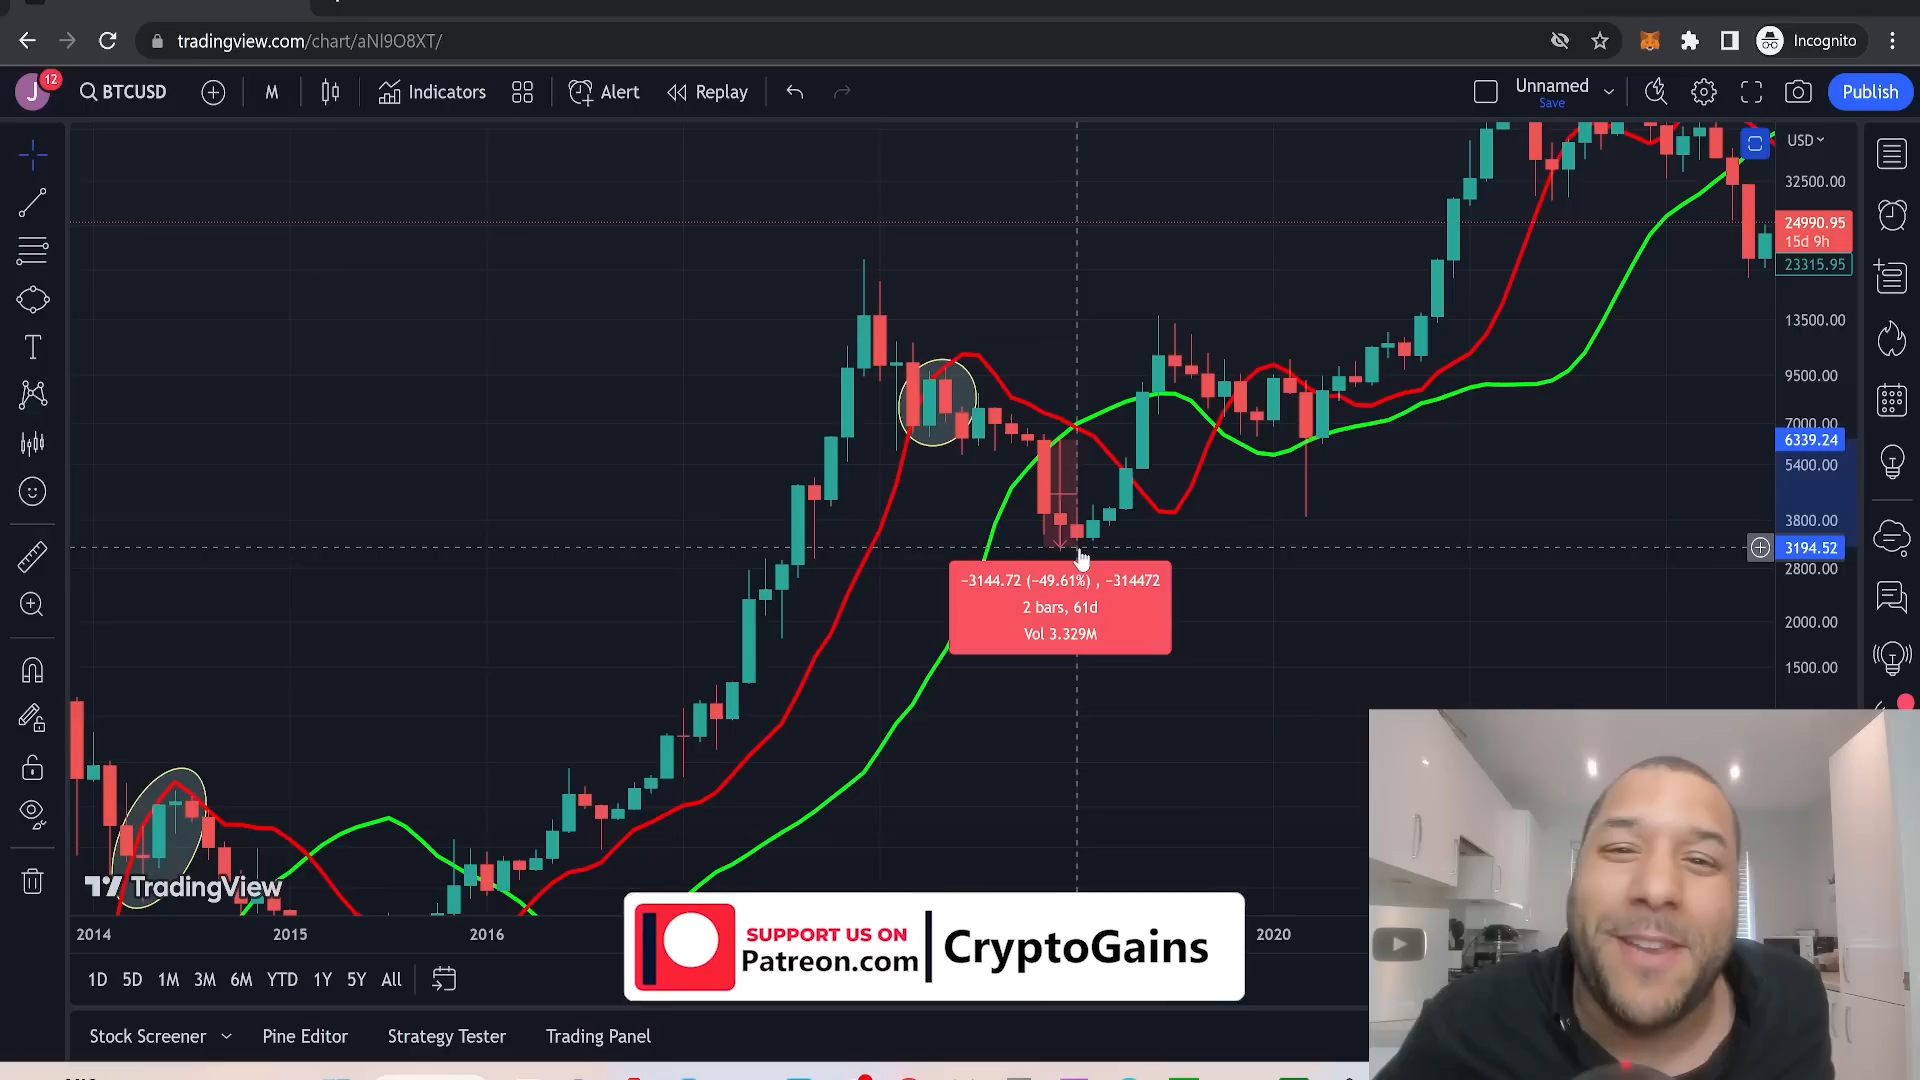 tradingview.com/chart/aNI9O8XT/
Incognito
J
12
BTCUSD
M
Indicators
Alert
Replay
Unnamed
Save
Publish
USD
32500.00
24990.95
15d 9h
23315.95
13500.00
9500.00
7000.00
6339.24
5400.00
3800.00
3194.52
2800.00
2000.00
1500.00
−3144.72 (−49.61%) , −314472
2 bars, 61d
Vol 3.329M
TradingView
2014
2015
2016
2020
SUPPORT US ON
Patreon.com
CryptoGains
1D
5D
1M
3M
6M
YTD
1Y
5Y
All
Stock Screener
Pine Editor
Strategy Tester
Trading Panel